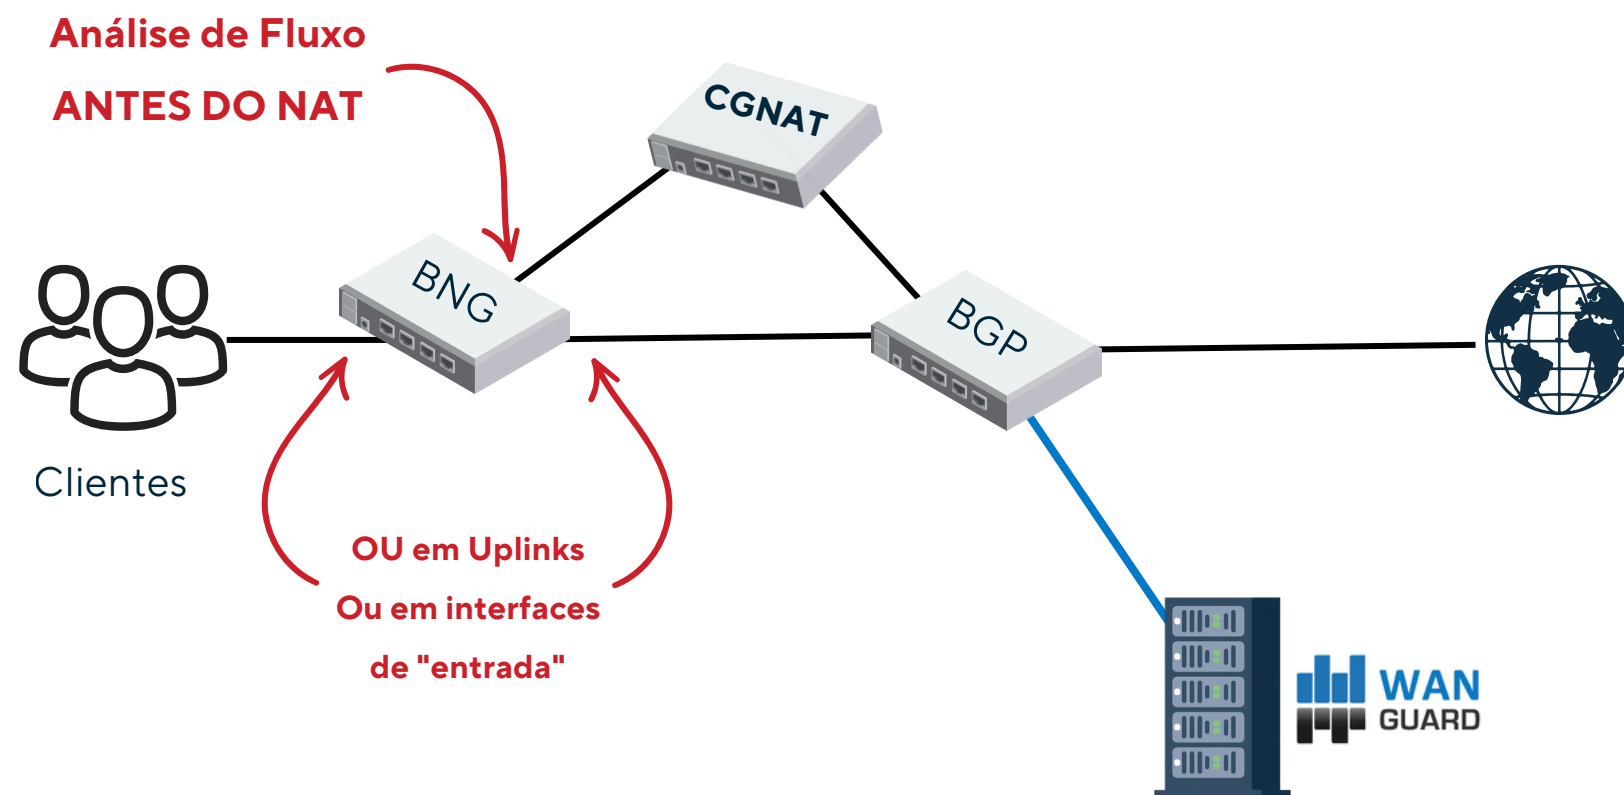 Análise de Fluxo
ANTES DO NAT
CGNAT
BNG
BGP
Clientes
OU em Uplinks
Ou em interfaces
de "entrada"
WAN
GUARD